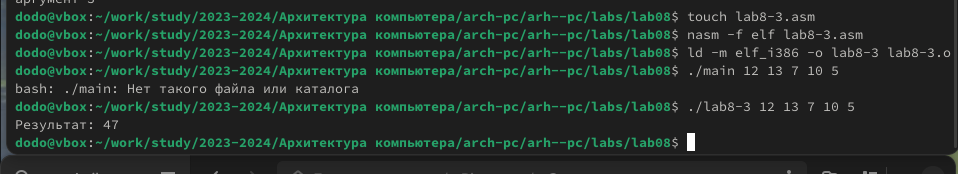 аргумент 3
dodo@vbox:~/work/study/2023-2024/Архитектура компьютера/arch-pc/arh--pc/labs/lab08$ touch lab8-3.asm
dodo@vbox:~/work/study/2023-2024/Архитектура компьютера/arch-pc/arh--pc/labs/lab08$ nasm -f elf lab8-3.asm
dodo@vbox:~/work/study/2023-2024/Архитектура компьютера/arch-pc/arh--pc/labs/lab08$ ld -m elf_i386 -o lab8-3 lab8-3.o
dodo@vbox:~/work/study/2023-2024/Архитектура компьютера/arch-pc/arh--pc/labs/lab08$ ./main 12 13 7 10 5
bash: ./main: Нет такого файла или каталога
dodo@vbox:~/work/study/2023-2024/Архитектура компьютера/arch-pc/arh--pc/labs/lab08$ ./lab8-3 12 13 7 10 5
Результат: 47
dodo@vbox:~/work/study/2023-2024/Архитектура компьютера/arch-pc/arh--pc/labs/lab08$